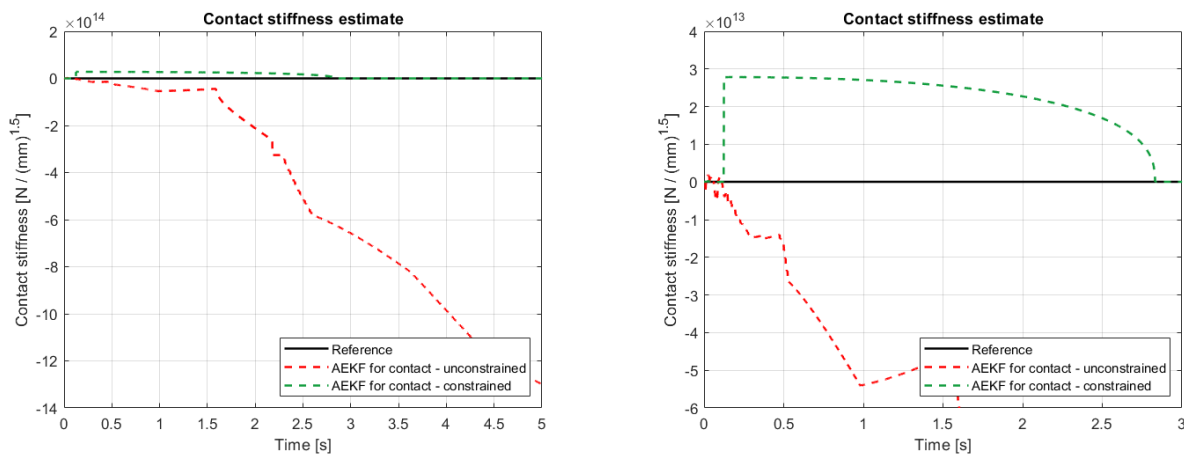 Contact stiffness estimate
×10^14
Contact stiffness [N / (mm)^1.5]
2
0
-2
-4
-6
-8
-10
-12
-14
0 0.5 1 1.5 2 2.5 3 3.5 4 4.5 5
Time [s]
Reference
AEKF for contact - unconstrained
AEKF for contact - constrained
Contact stiffness estimate
×10^13
Contact stiffness [N / (mm)^1.5]
4
3
2
1
0
-1
-2
-3
-4
-5
-6
0 0.5 1 1.5 2 2.5 3
Time [s]
Reference
AEKF for contact - unconstrained
AEKF for contact - constrained